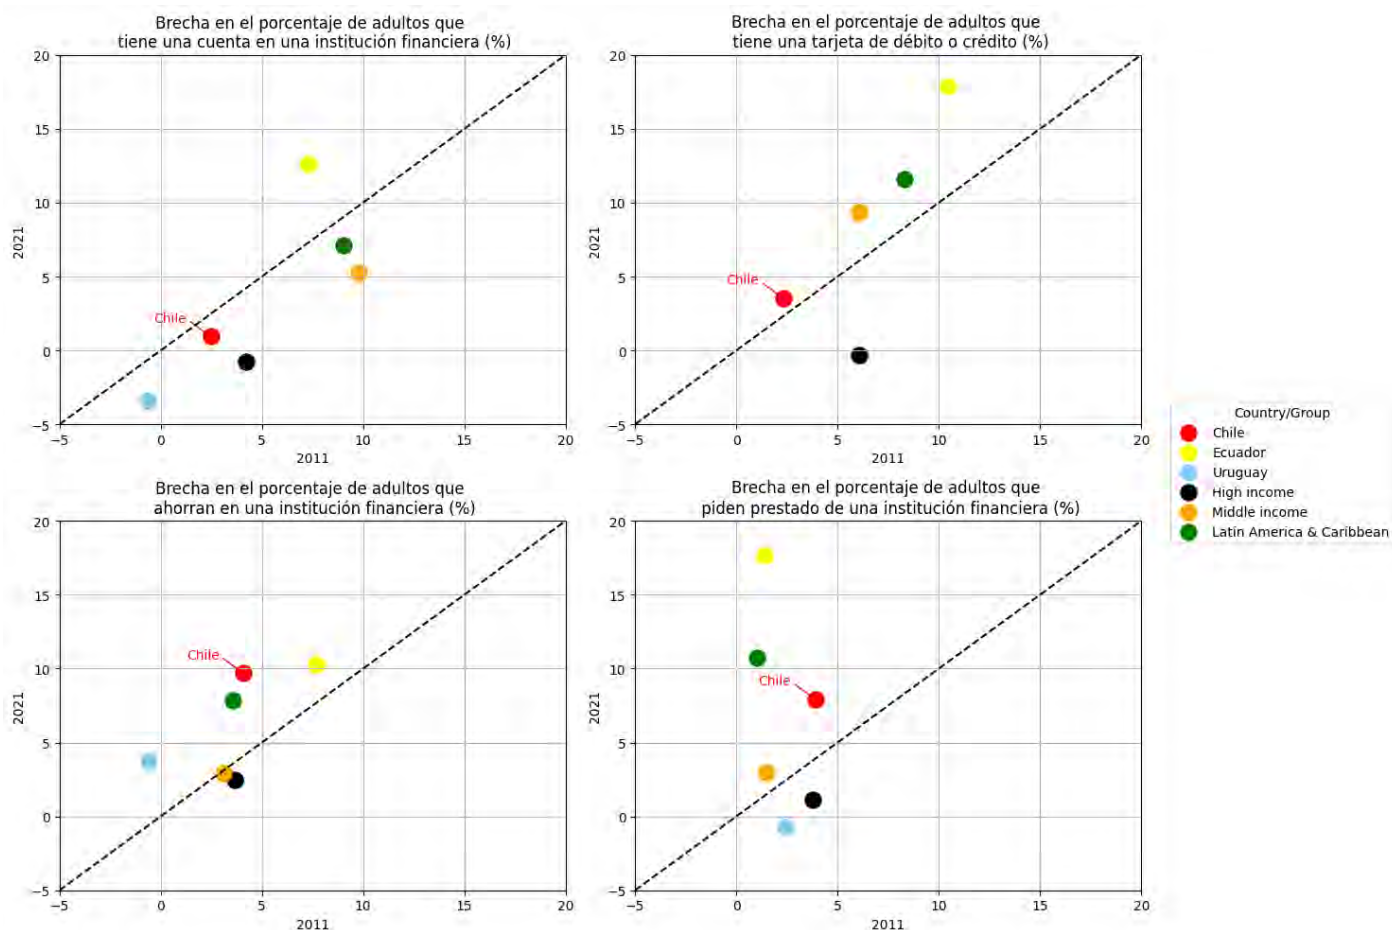 Brecha en el porcentaje de adultos que
tiene una cuenta en una institución financiera (%)
20
15
10
5
0
−5
2021
Chile
−5 0 5 10 15 20
2011
Brecha en el porcentaje de adultos que
tiene una tarjeta de débito o crédito (%)
20
15
10
5
0
−5
2021
Chile
−5 0 5 10 15 20
2011
Brecha en el porcentaje de adultos que
ahorran en una institución financiera (%)
20
15
10
5
0
−5
2021
Chile
−5 0 5 10 15 20
2011
Brecha en el porcentaje de adultos que
piden prestado de una institución financiera (%)
20
15
10
5
0
−5
2021
Chile
−5 0 5 10 15 20
2011
Country/Group
Chile
Ecuador
Uruguay
High income
Middle income
Latin America & Caribbean